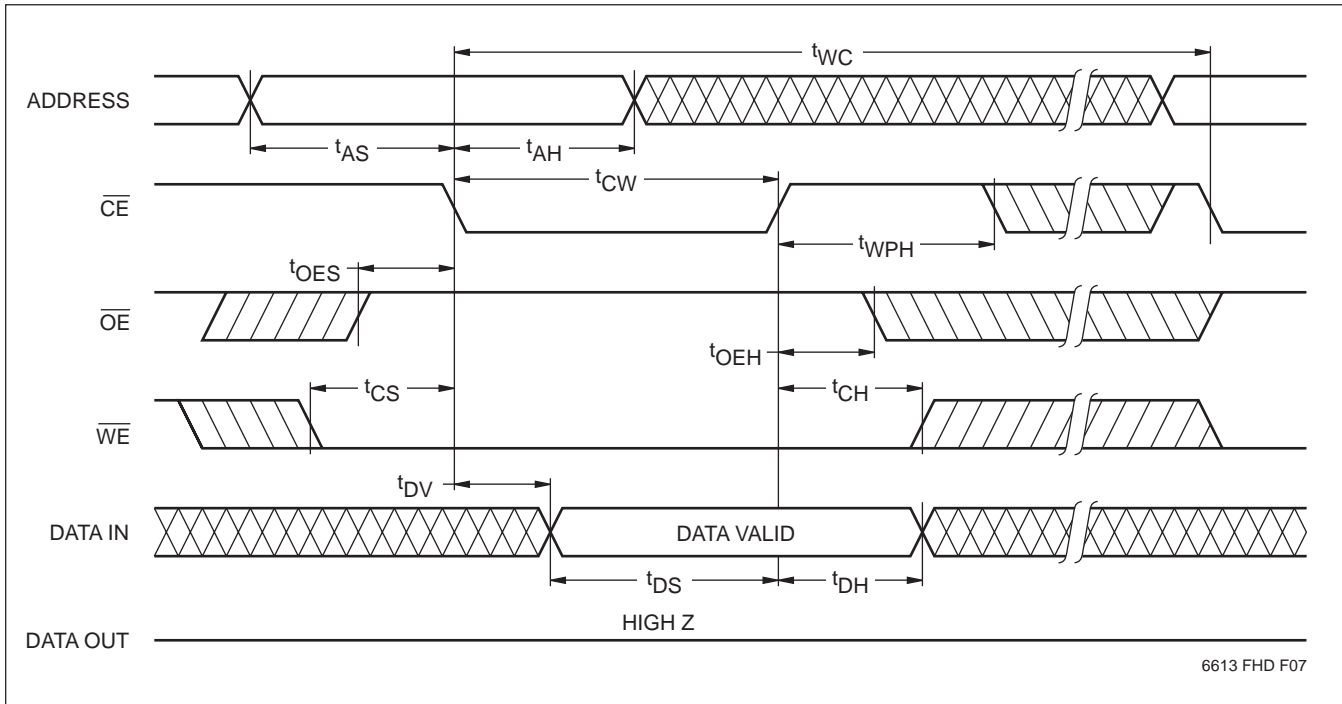 tWC
ADDRESS
tAS
tAH
tCW
CE
tWPH
tOES
OE
tOEH
tCS
tCH
WE
tDV
DATA IN
DATA VALID
tDS
tDH
HIGH Z
DATA OUT
6613 FHD F07